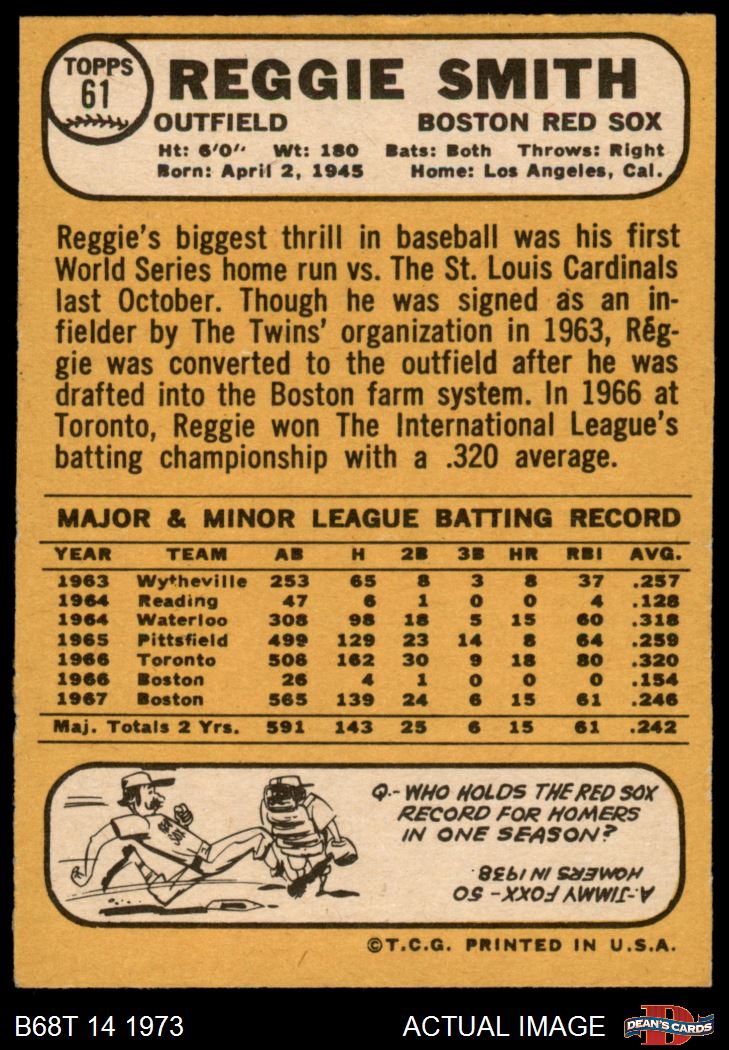 TOPPS
61
REGGIE SMITH
OUTFIELD BOSTON RED SOX
Ht: 6'0" Wt: 180 Bats: Both Throws: Right
Born: April 2, 1945 Home: Los Angeles, Cal.
Reggie's biggest thrill in baseball was his first
World Series home run vs. The St. Louis Cardinals
last October. Though he was signed as an in-
fielder by The Twins' organization in 1963, Reg-
gie was converted to the outfield after he was
drafted into the Boston farm system. In 1966 at
Toronto, Reggie won The International League's
batting championship with a .320 average.
MAJOR & MINOR LEAGUE BATTING RECORD
YEAR TEAM AB H 2B 3B HR RBI AVG.
1963 Wytheville 253 65 8 3 8 37 .257
1964 Reading 47 6 1 0 0 4 .128
1964 Waterloo 308 98 18 5 15 60 .318
1965 Pittsfield 499 129 23 14 8 64 .259
1966 Toronto 506 162 30 9 18 80 .320
1966 Boston 26 4 1 0 0 0 .154
1967 Boston 565 139 24 6 15 61 .246
Maj. Totals 2 Yrs. 591 143 25 6 15 61 .242
Q.-WHO HOLDS THE RED SOX
RECORD FOR HOMERS
IN ONE SEASON?
A.-JIMMY FOXX-50
HOMERS IN 1938.
©T.C.G. PRINTED IN U.S.A.
B68T 14 1973 ACTUAL IMAGE
D
DEAN'S CARDS